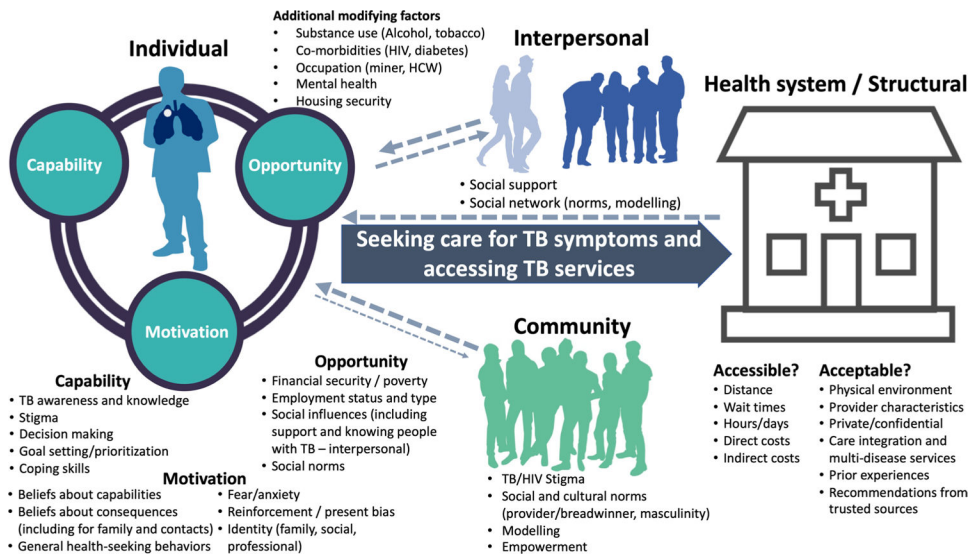 Individual
Capability
Opportunity
Motivation
Additional modifying factors
• Substance use (Alcohol, tobacco)
• Co-morbidities (HIV, diabetes)
• Occupation (miner, HCW)
• Mental health
• Housing security
Interpersonal
• Social support
• Social network (norms, modelling)
Health system / Structural
Seeking care for TB symptoms and
accessing TB services
Capability
• TB awareness and knowledge
• Stigma
• Decision making
• Goal setting/prioritization
• Coping skills
Opportunity
• Financial security / poverty
• Employment status and type
• Social influences (including
support and knowing people
with TB – interpersonal)
• Social norms
Motivation
• Beliefs about capabilities
• Beliefs about consequences
(including for family and contacts)
• General health-seeking behaviors
• Fear/anxiety
• Reinforcement / present bias
• Identity (family, social,
professional)
Community
• TB/HIV Stigma
• Social and cultural norms
(provider/breadwinner, masculinity)
• Modelling
• Empowerment
Accessible?
• Distance
• Wait times
• Hours/days
• Direct costs
• Indirect costs
Acceptable?
• Physical environment
• Provider characteristics
• Private/confidential
• Care integration and
multi-disease services
• Prior experiences
• Recommendations from
trusted sources